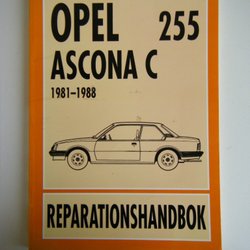 OPEL 255
ASCONA C
1981-1988
REPARATIONSHANDBOK